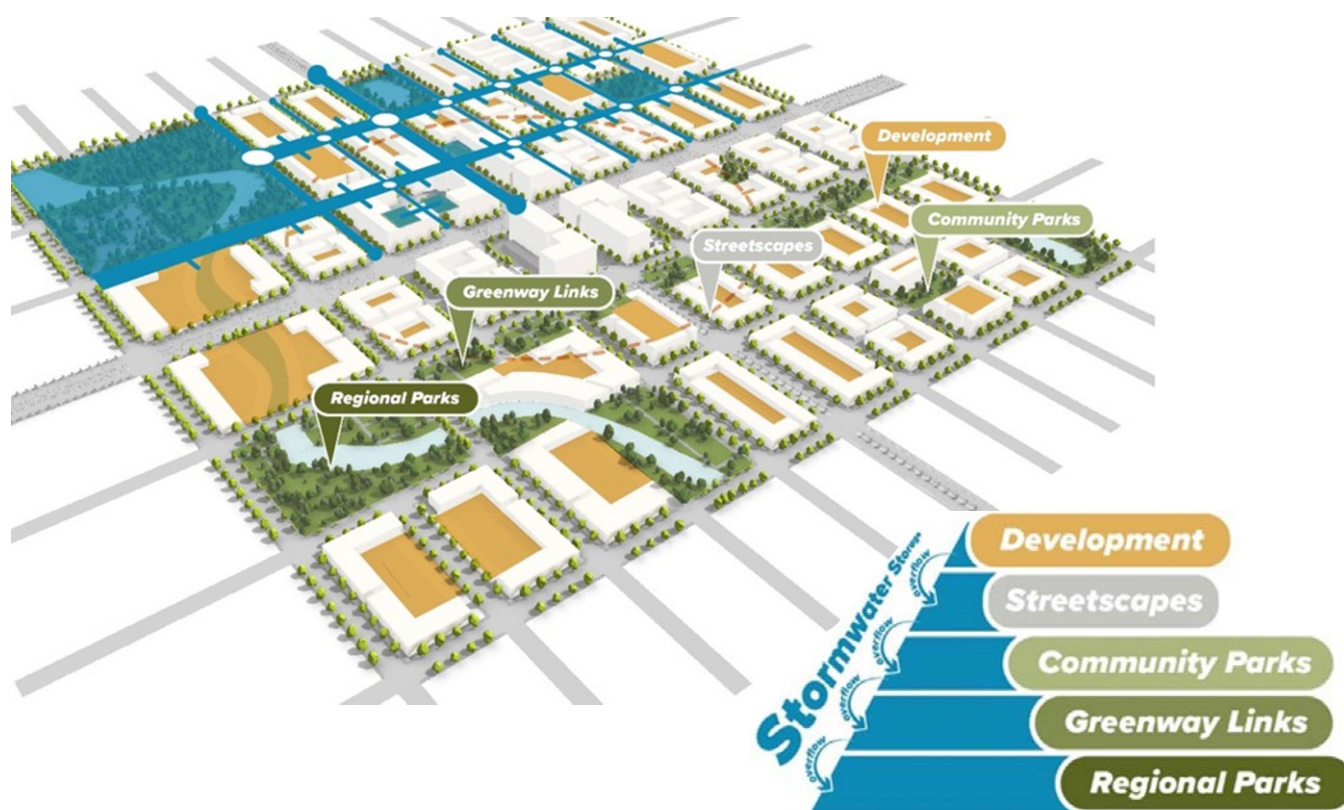 Development
Community Parks
Streetscapes
Greenway Links
Regional Parks
Stormwater Storage
overflow
overflow
overflow
overflow
Development
Streetscapes
Community Parks
Greenway Links
Regional Parks